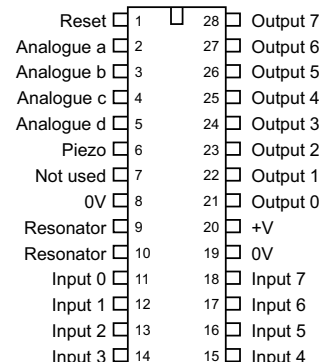 Reset 1 28 Output 7
Analogue a 2 27 Output 6
Analogue b 3 26 Output 5
Analogue c 4 25 Output 4
Analogue d 5 24 Output 3
Piezo 6 23 Output 2
Not used 7 22 Output 1
0V 8 21 Output 0
Resonator 9 20 +V
Resonator 10 19 0V
Input 0 11 18 Input 7
Input 1 12 17 Input 6
Input 2 13 16 Input 5
Input 3 14 15 Input 4